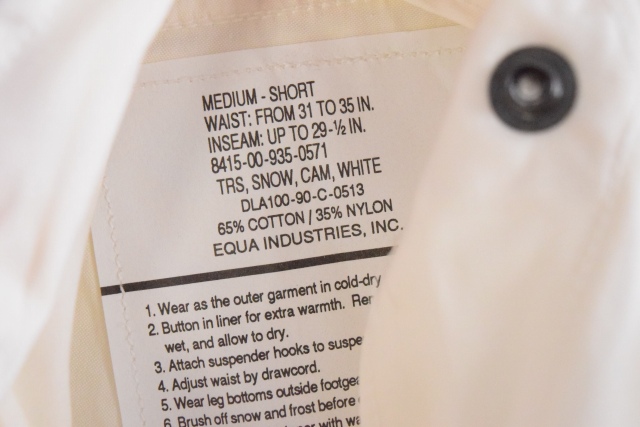 MEDIUM - SHORT
WAIST: FROM 31 TO 35 IN.
INSEAM: UP TO 29-½ IN.
8415-00-935-0571
TRS, SNOW, CAM, WHITE
DLA100-90-C-0513
65% COTTON / 35% NYLON
EQUA INDUSTRIES, INC.
1. Wear as the outer garment in cold-dry
2. Button in liner for extra warmth.
wet, and allow to dry.
3. Attach suspender hooks to
4. Adjust waist by drawcord.
5. Wear leg bottoms outside
6. Brush off snow and frost before
with